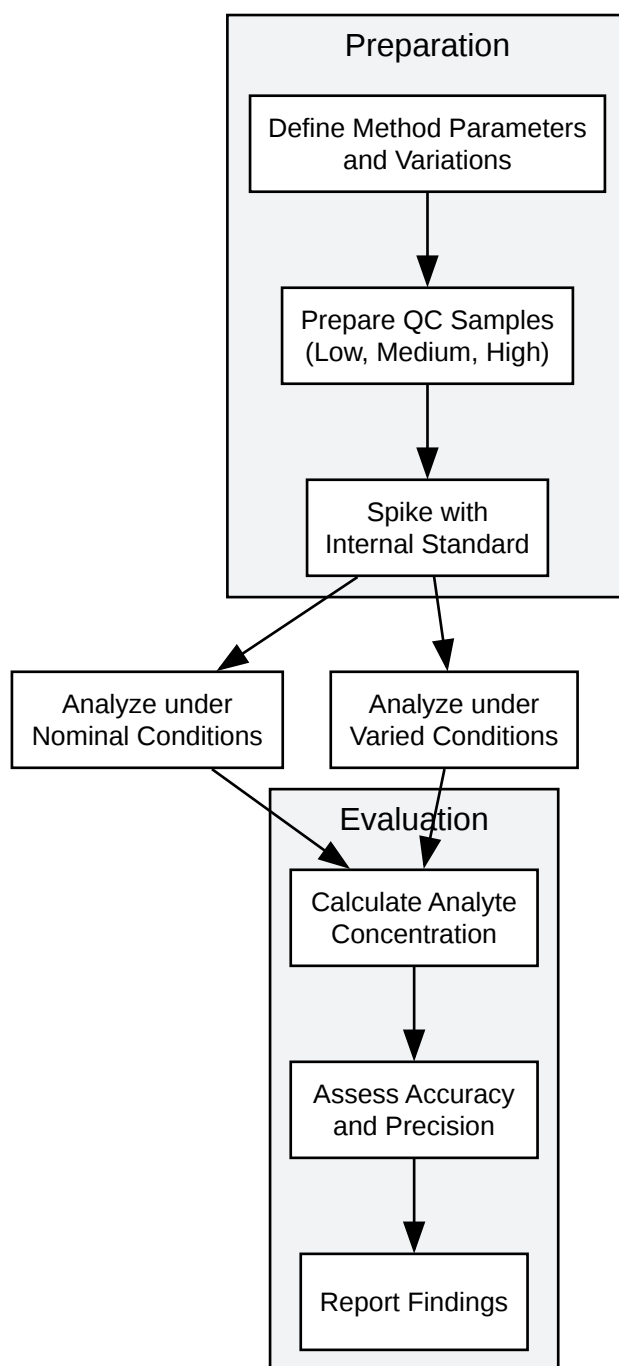 Preparation
Define Method Parameters
and Variations
Prepare QC Samples
(Low, Medium, High)
Spike with
Internal Standard
Analyze under
Nominal Conditions
Analyze under
Varied Conditions
Evaluation
Calculate Analyte
Concentration
Assess Accuracy
and Precision
Report Findings